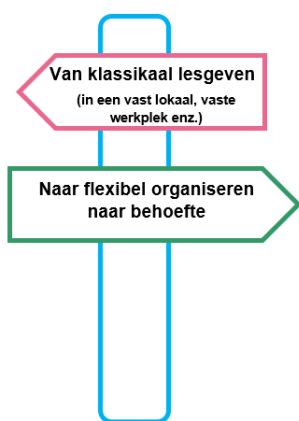 Van klassikaal lesgeven
(in een vast lokaal, vaste
werkplek enz.)
Naar flexibel organiseren
naar behoefte